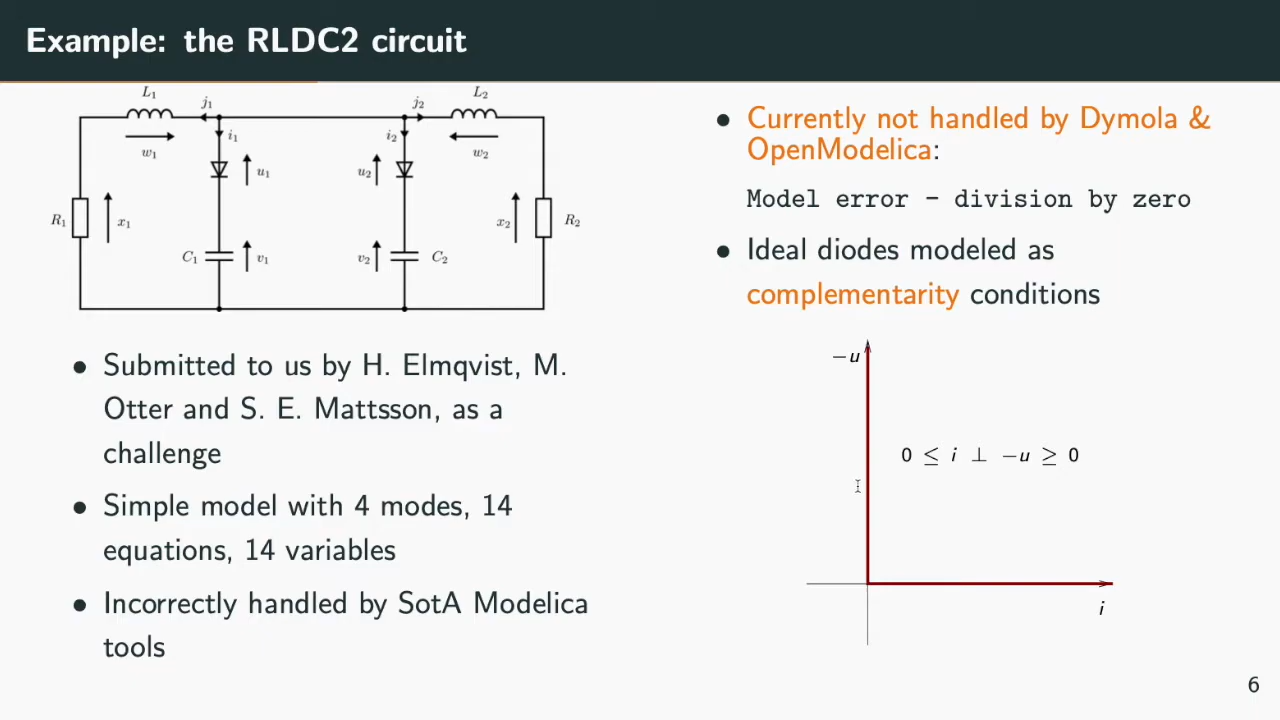 Example: the RLDC2 circuit
L₁ j₁ j₂ L₂
w₁ i₁ i₂ w₂
u₁ u₂
R₁ x₁ x₂ R₂
C₁ v₁ v₂ C₂
• Submitted to us by H. Elmqvist, M.
Otter and S. E. Mattsson, as a
challenge
• Simple model with 4 modes, 14
equations, 14 variables
• Incorrectly handled by SotA Modelica
tools
• Currently not handled by Dymola &
OpenModelica:
Model error - division by zero
• Ideal diodes modeled as
complementarity conditions
−u
0 ≤ i ⊥ −u ≥ 0
i
6